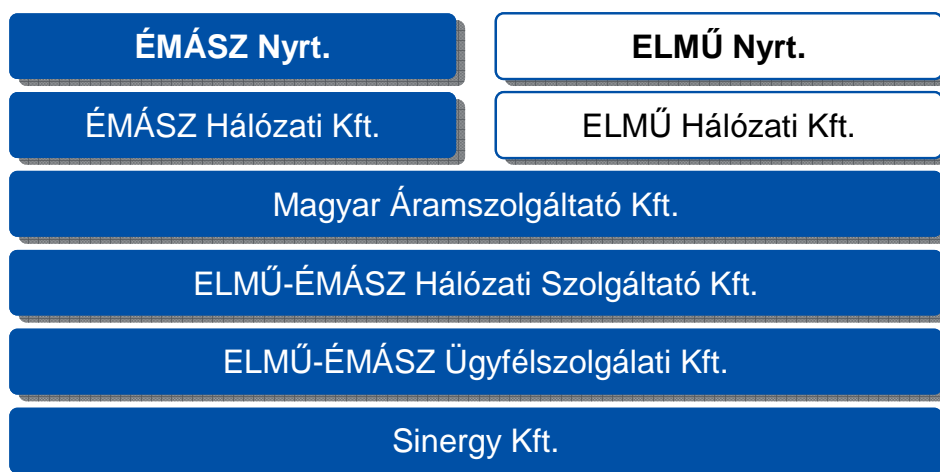 ÉMÁSZ Nyrt.
ELMŰ Nyrt.
ÉMÁSZ Hálózati Kft.
ELMŰ Hálózati Kft.
Magyar Áramszolgáltató Kft.
ELMŰ-ÉMÁSZ Hálózati Szolgáltató Kft.
ELMŰ-ÉMÁSZ Ügyfélszolgálati Kft.
Sinergy Kft.